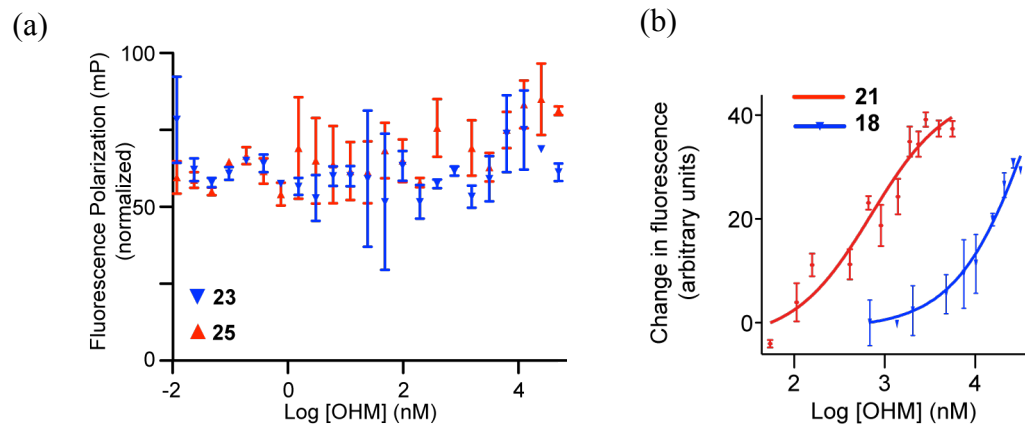 (a)
Fluorescence Polarization (mP)
(normalized)
100
50
0
23
25
-2
0
2
4
Log [OHM] (nM)
(b)
Change in fluorescence
(arbitrary units)
40
20
0
21
18
2
3
4
Log [OHM] (nM)